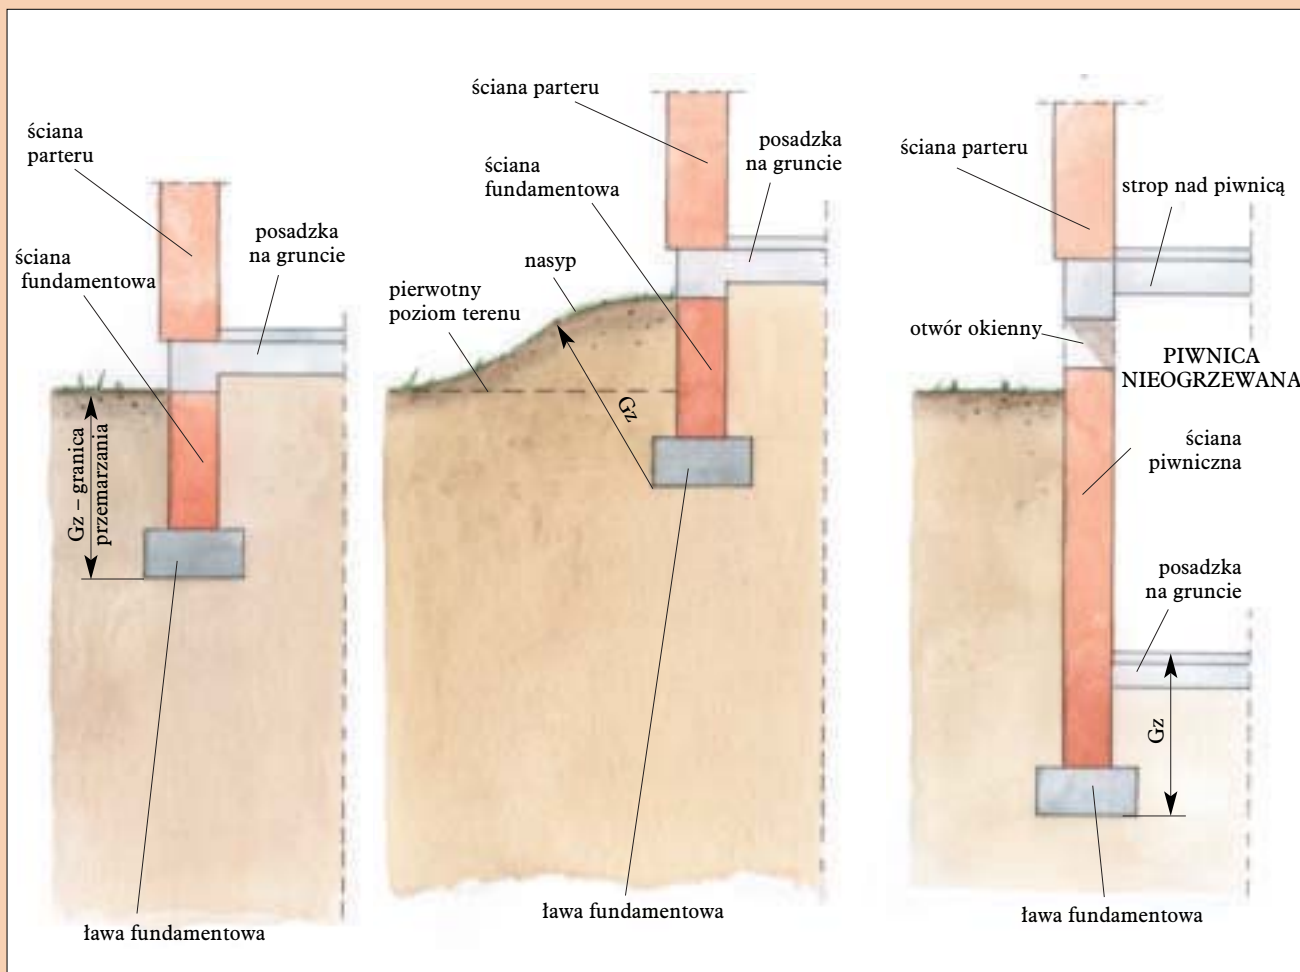 ściana
parteru
ściana
fundamentowa
posadzka
na gruncie
Gz – granica
przemarzania
ława fundamentowa
ściana parteru
ściana
fundamentowa
posadzka
na gruncie
nasyp
pierwotny
poziom terenu
Gz
ława fundamentowa
ściana parteru
strop nad piwnicą
otwór okienny
PIWNICA
NIEOGRZEWANA
ściana
piwniczna
posadzka
na gruncie
Gz
ława fundamentowa